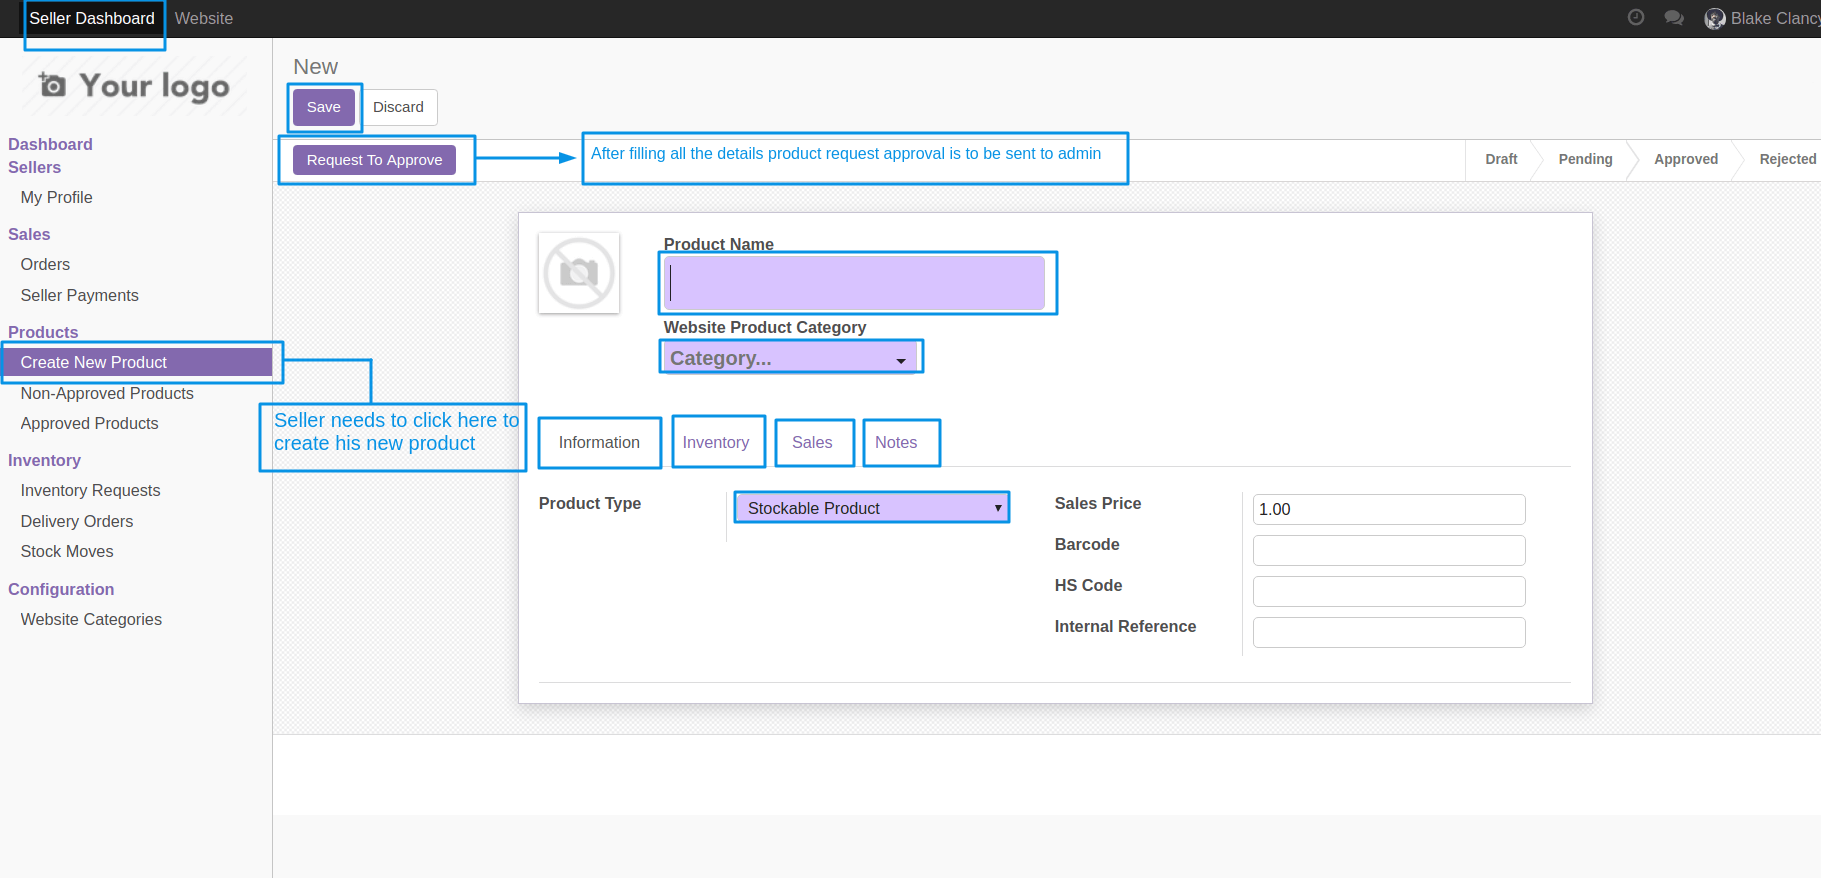 Seller Dashboard Website
Blake Clancy
Your logo
New
Save Discard
Request To Approve
After filling all the details product request approval is to be sent to admin
Draft Pending Approved Rejected
Dashboard
Sellers
My Profile
Sales
Orders
Seller Payments
Products
Create New Product
Non-Approved Products
Approved Products
Inventory
Inventory Requests
Delivery Orders
Stock Moves
Configuration
Website Categories
Seller needs to click here to
create his new product
Product Name
Website Product Category
Category...
Information Inventory Sales Notes
Product Type Stockable Product
Sales Price 1.00
Barcode
HS Code
Internal Reference